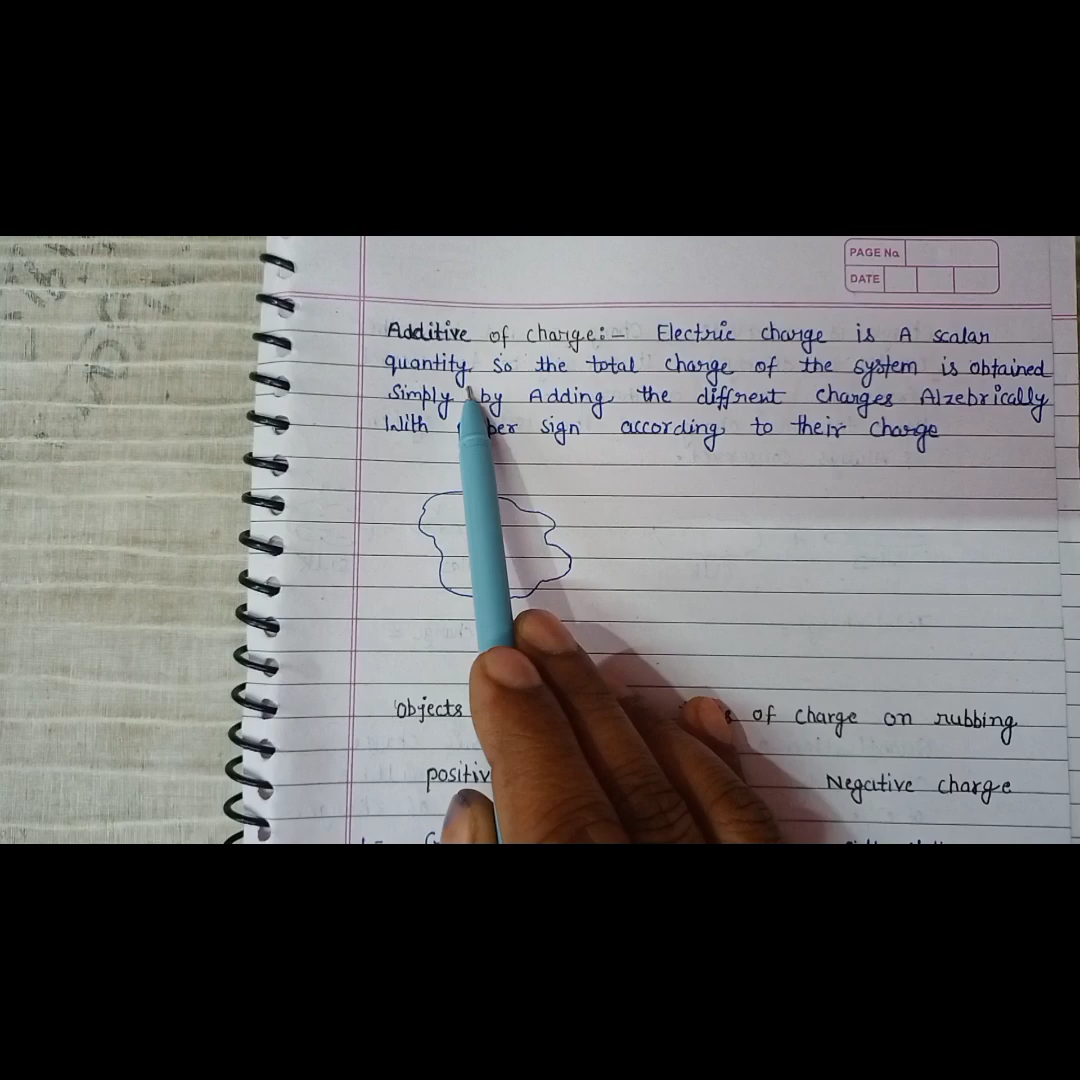 PAGE No.
DATE
Additive of charge:- Electric charge is A scalar
quantity so the total charge of the system is obtained
Simply by Adding the diffrent charges Alzebrically
With sign according to their charge
Objects of charge on rubbing
positiv Negative charge